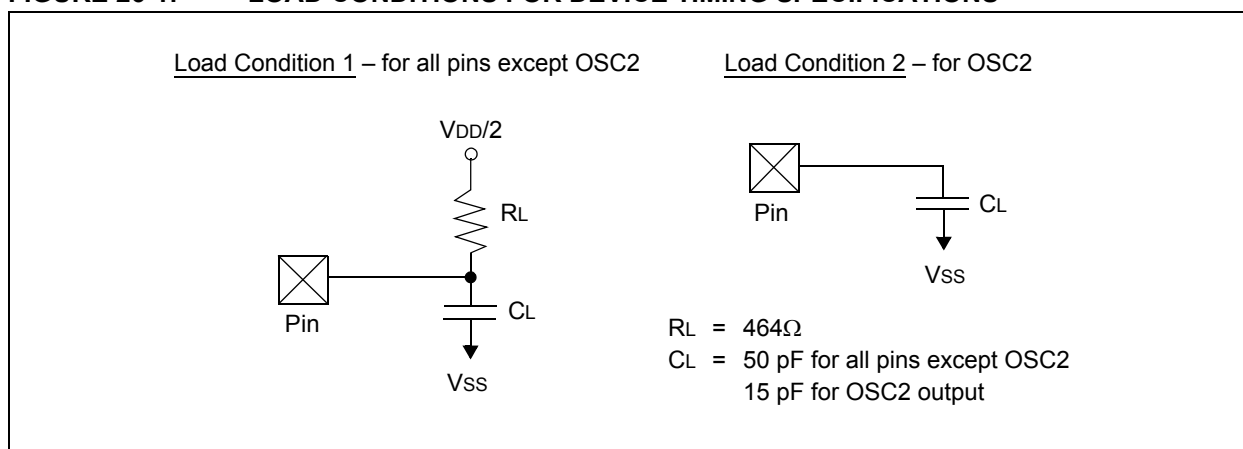 Load Condition 1 – for all pins except OSC2
Load Condition 2 – for OSC2
VDD/2
RL
Pin
CL
VSS
Pin
CL
VSS
RL = 464Ω
CL = 50 pF for all pins except OSC2
15 pF for OSC2 output